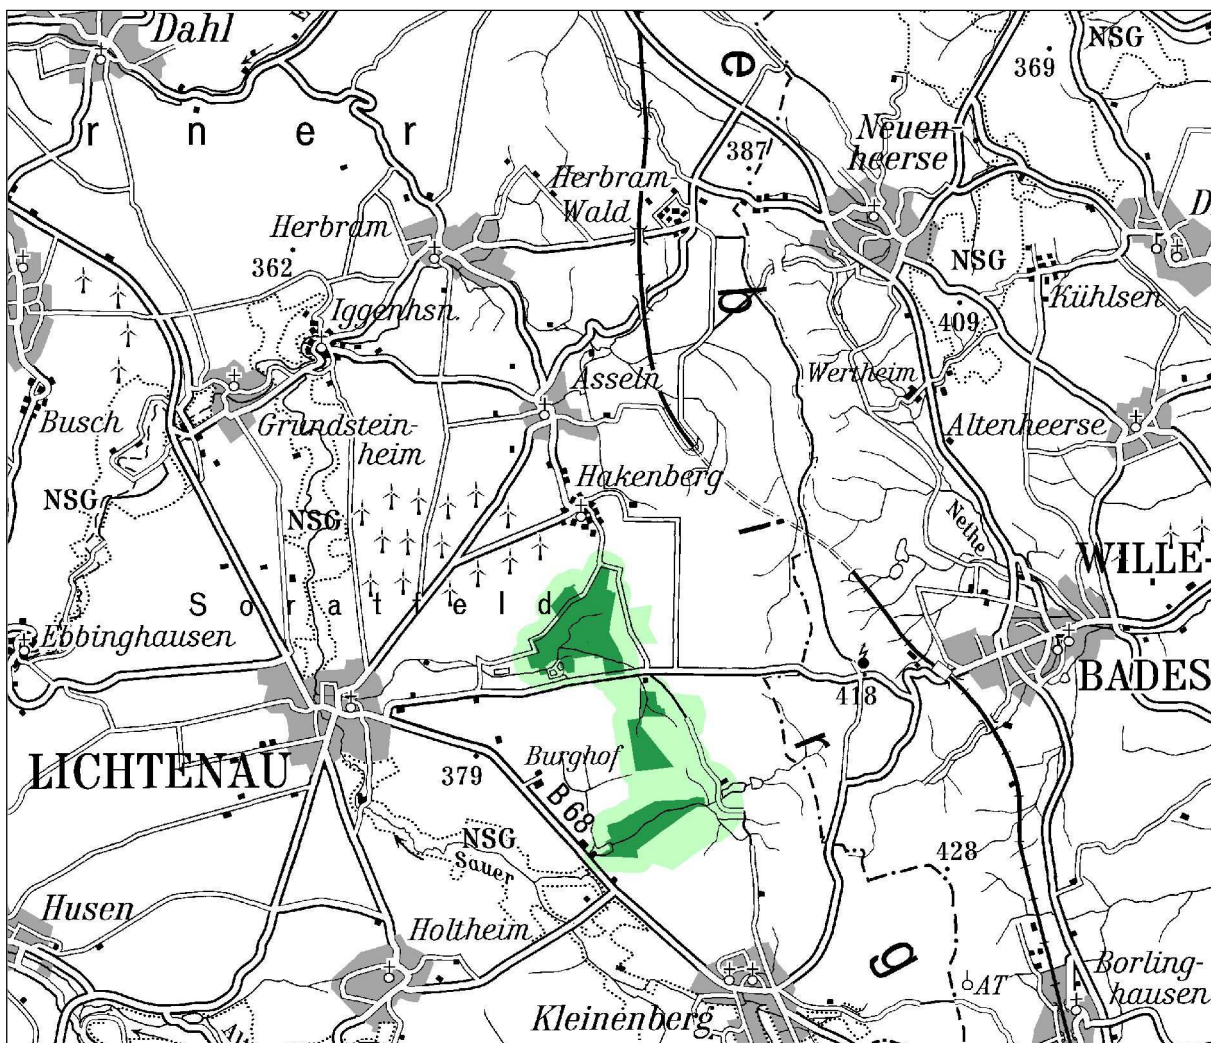 Dahl
NSG
369
r n e r
e
387
Neuen-
heerse
Herbram-
Wald
D
Herbram
362
NSG
Kühlsen
b
Iggenhsn.
409
Asseln
Wertheim
Busch
Grundstein-
heim
Altenheerse
NSG
Hakenberg
NSG
Nethe
l
i
WILLE-
Soratfeld
Ebbinghausen
BADES
418
r
LICHTENAU
379
Burghof
B 68
NSG
Sauer
428
Husen
Holtheim
g
AT
Borling-
hausen
Kleinenberg